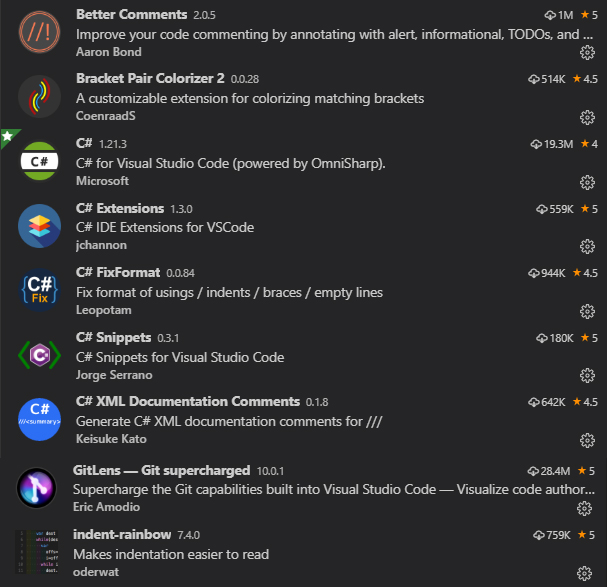 Better Comments 2.0.5 1M ★ 5
Improve your code commenting by annotating with alert, informational, TODOs, and ...
Aaron Bond
Bracket Pair Colorizer 2 0.0.28 514K ★ 4.5
A customizable extension for colorizing matching brackets
CoenraadS
C# 1.21.3 19.3M ★ 4
C# for Visual Studio Code (powered by OmniSharp).
Microsoft
C# Extensions 1.3.0 559K ★ 5
C# IDE Extensions for VSCode
jchannon
C# FixFormat 0.0.84 944K ★ 4.5
Fix format of usings / indents / braces / empty lines
Leopotam
C# Snippets 0.3.1 180K ★ 5
C# Snippets for Visual Studio Code
Jorge Serrano
C# XML Documentation Comments 0.1.8 642K ★ 4.5
Generate C# XML documentation comments for ///
Keisuke Kato
GitLens — Git supercharged 10.0.1 28.4M ★ 5
Supercharge the Git capabilities built into Visual Studio Code — Visualize code author...
Eric Amodio
indent-rainbow 7.4.0 759K ★ 5
Makes indentation easier to read
oderwat
//!
C#
{C#
Fix}
C#
C#
///<summary>